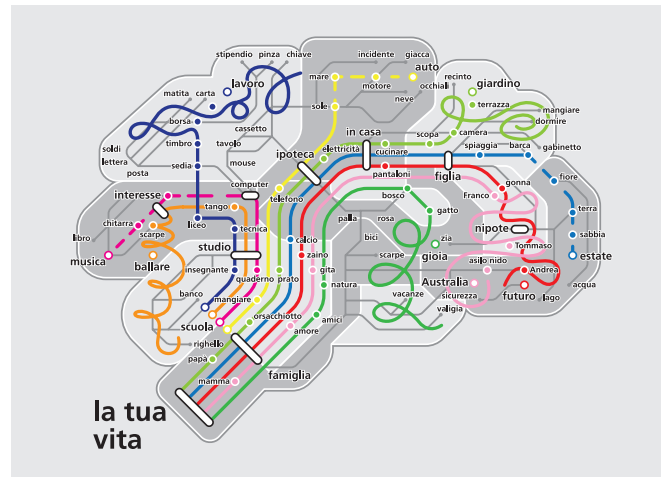 stipendio pinza chiave
incidente giacca
auto
mare
motore
occhiali
recinto
giardino
lavoro
matita carta
neve
terrazza
mangiare
dormire
borsa
sole
cassetto
scopa
camera
timbro
tavolo
in casa
elettricità
cucinare
spiaggia
barca
gabinetto
soldi
lettera
posta
sedia
mouse
ipoteca
pantaloni
figlia
fiore
computer
interesse
telefono
bosco
Franco
gonna
tango
gatto
terra
chitarra
scarpe
liceo
tecnica
palla
rosa
nipote
libro
studio
calcio
bici
zia
gioia
Tommaso
sabbia
musica
ballare
zaino
scarpe
estate
insegnante
quaderno
prato
gita
asilo nido
Andrea
natura
Australia
acqua
banco
mangiare
vacanze
sicurezza
futuro
lago
valigia
scuola
orsacchiotto
amici
amore
righello
papà
famiglia
mamma
la tua
vita